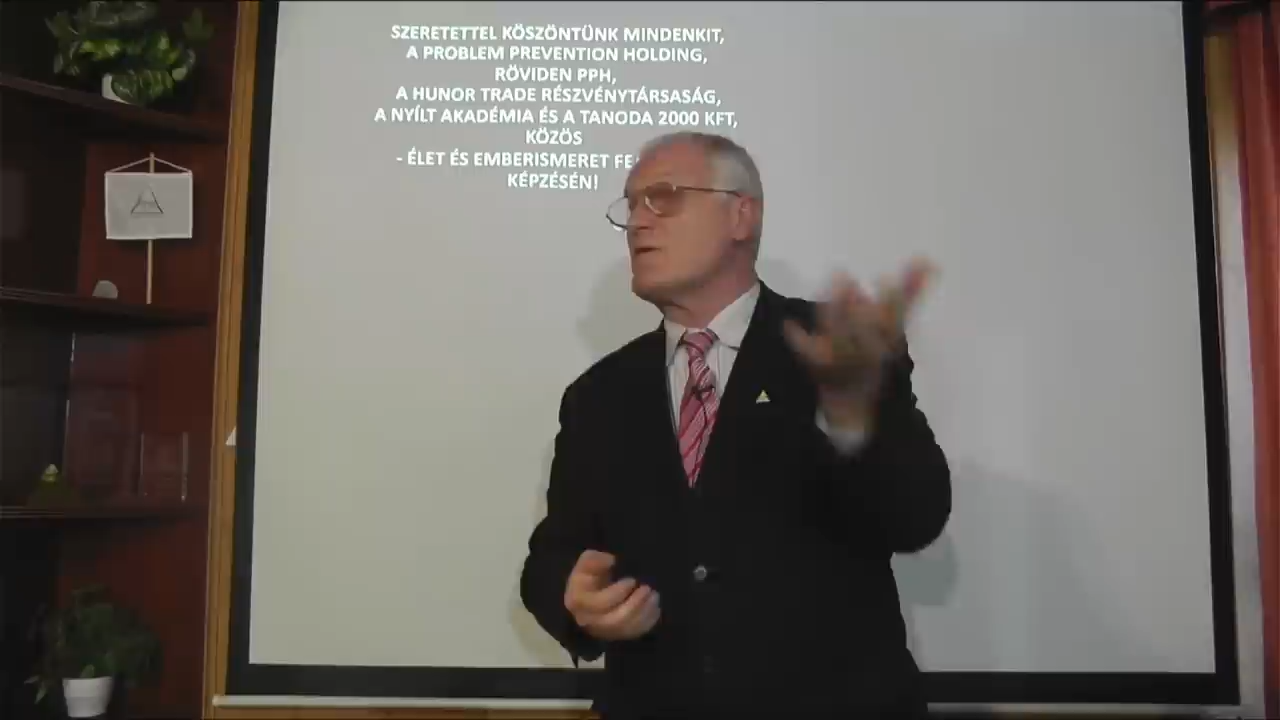 SZERETETTEL KÖSZÖNTÜNK MINDENKIT,
A PROBLEM PREVENTION HOLDING,
RÖVIDEN PPH,
A HUNOR TRADE RÉSZVÉNYTÁRSASÁG,
A NYÍLT AKADÉMIA ÉS A TANODA 2000 KFT,
KÖZÖS
- ÉLET ÉS EMBERISMERET
KÉPZÉSÉN!